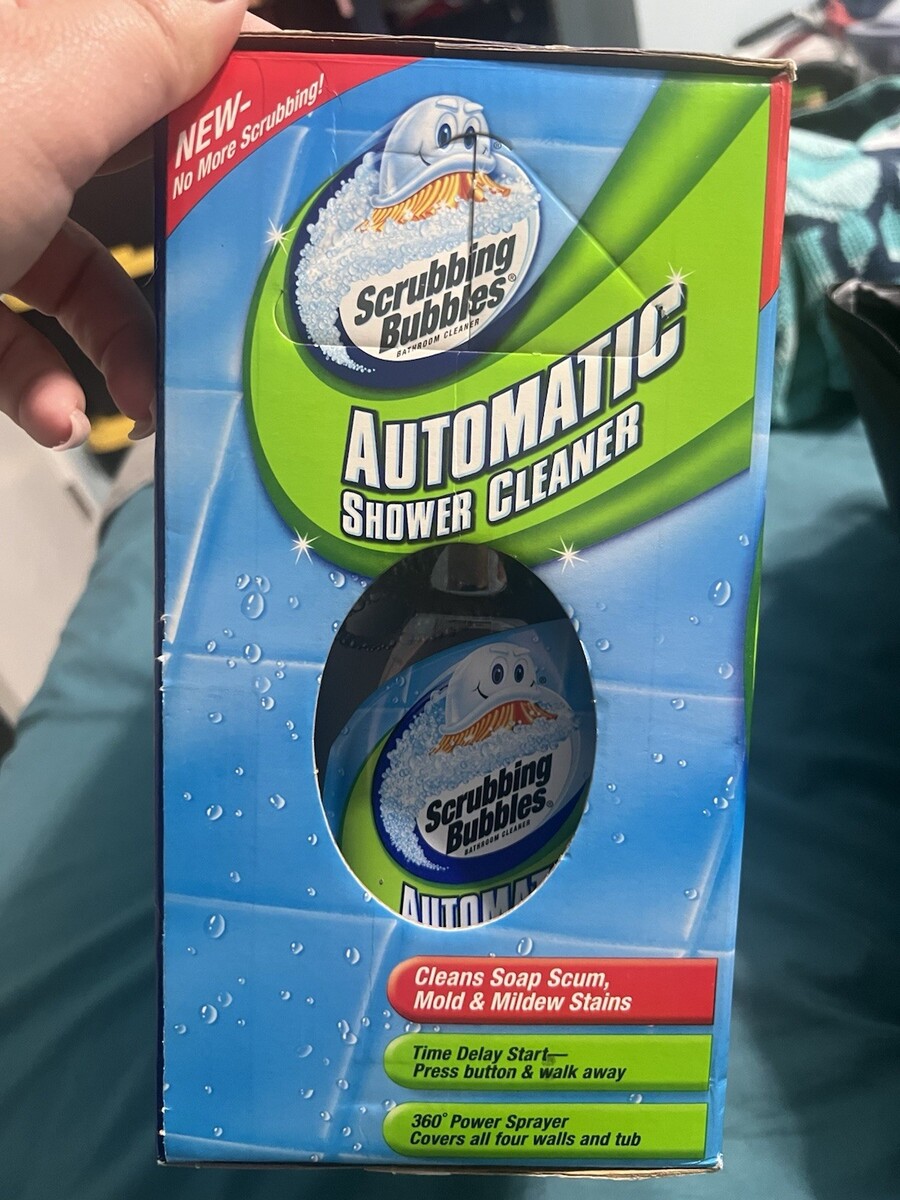 NEW-
No More Scrubbing!
®
Scrubbing
Bubbles®
BATHROOM CLEANER
AUTOMATIC
SHOWER CLEANER
Scrubbing
Bubbles®
BATHROOM CLEANER
AUTOMAT
Cleans Soap Scum,
Mold & Mildew Stains
Time Delay Start—
Press button & walk away
360° Power Sprayer
Covers all four walls and tub